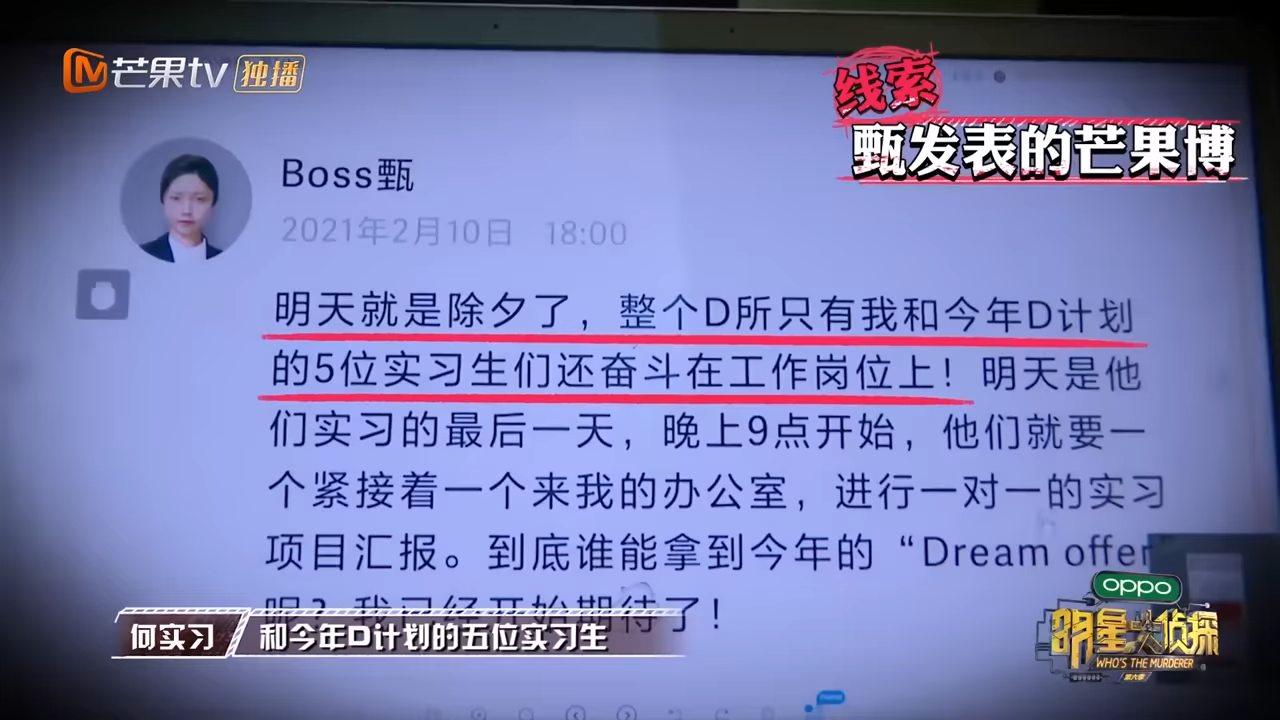 芒果tv 独播
线索
甄发表的芒果博
Boss甄
2021年2月10日 18:00
明天就是除夕了，整个D所只有我和今年D计划
的5位实习生们还奋斗在工作岗位上！明天是他
们实习的最后一天，晚上9点开始，他们就要一
个紧接着一个来我的办公室，进行一对一的实习
项目汇报。到底谁能拿到今年的“Dream offer
呢？我已经开始期待了！
何实习 和今年D计划的五位实习生
oppo
明星大侦探
WHO'S THE MURDERER
第六季